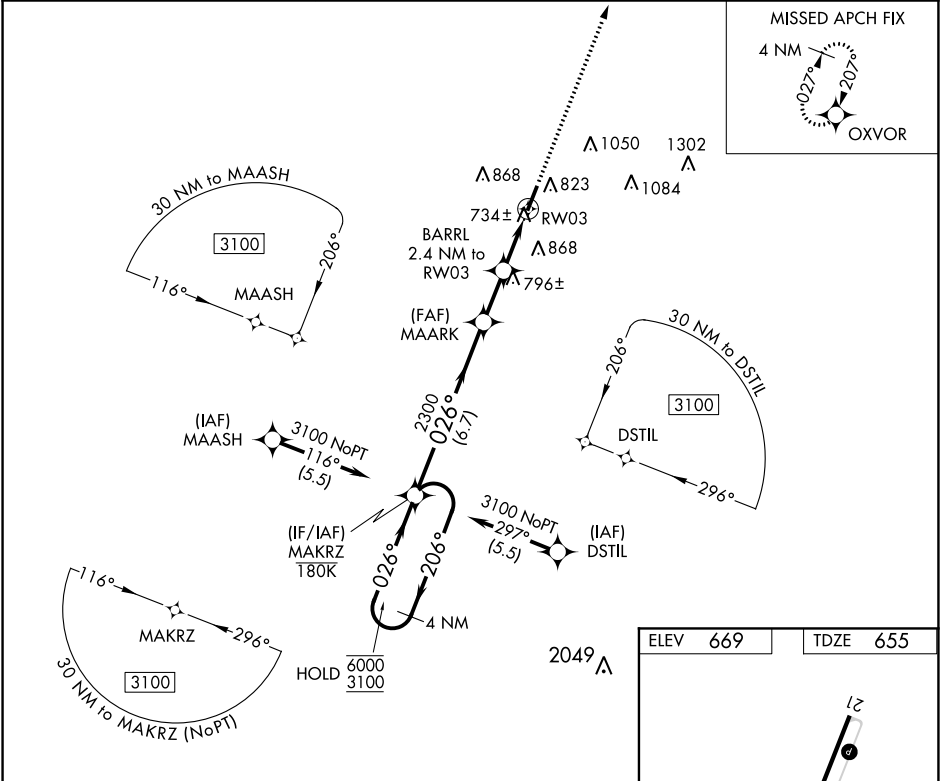 MISSED APCH FIX
4 NM
027°
207°
OXVOR
1050
1302
868
823
1084
734±
RW03
BARRL
2.4 NM to
RW03
868
796±
(FAF)
MAARK
30 NM to MAASH
3100
206°
116°
MAASH
30 NM to DSTIL
206°
3100
DSTIL
296°
(IAF)
MAASH
3100 NoPT
116°
(5.5)
2300
026°
(6.7)
3100 NoPT
297°
(5.5)
(IAF)
DSTIL
(IF/IAF)
MAKRZ
180K
026°
206°
4 NM
HOLD
6000
3100
116°
MAKRZ
296°
3100
30 NM to MAKRZ (NoPT)
2049
ELEV 669
TDZE 655
21
P